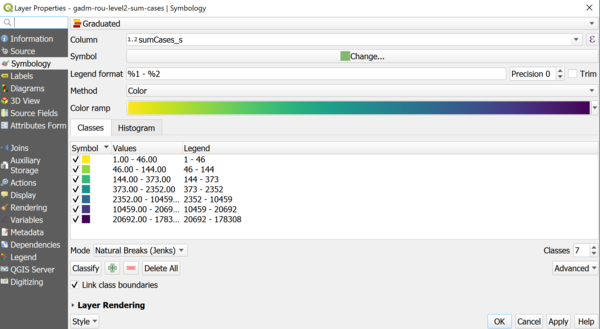 Layer Properties - gadm-rou-level2-sum-cases | Symbology
Information
Source
Symbology
Labels
Diagrams
3D View
Source Fields
Attributes Form
Joins
Auxiliary
Storage
Actions
Display
Rendering
Variables
Metadata
Dependencies
Legend
QGIS Server
Digitizing
Graduated
Column 1.2 sumCases_s ε
Symbol Change...
Legend format %1 - %2 Precision 0 Trim
Method Color
Color ramp
Classes Histogram
Symbol Values Legend
1.00 - 46.00 1 - 46
46.00 - 144.00 46 - 144
144.00 - 373.00 144 - 373
373.00 - 2352.00 373 - 2352
2352.00 - 10459... 2352 - 10459
10459.00 - 2069... 10459 - 20692
20692.00 - 1783... 20692 - 178308
Mode Natural Breaks (Jenks) Classes 7
Classify Delete All Advanced
Link class boundaries
Layer Rendering
Style OK Cancel Apply Help